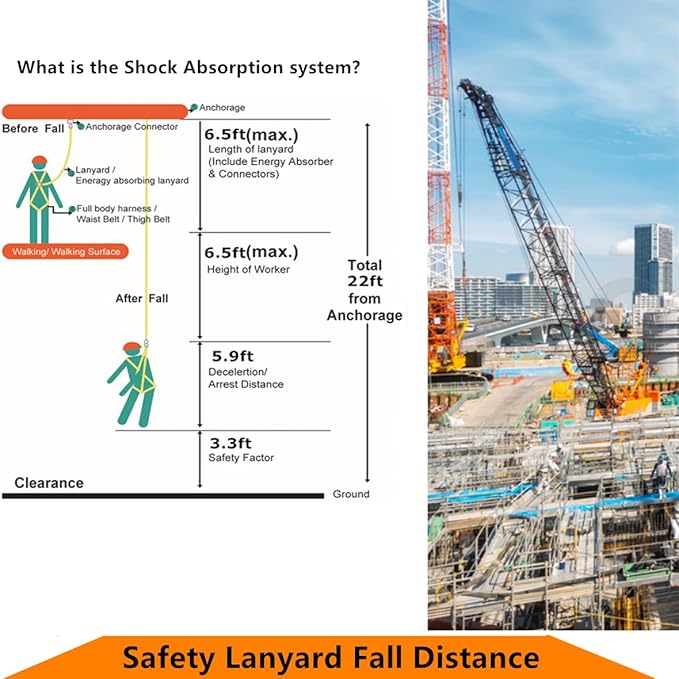 What is the Shock Absorption system?
Anchorage
Before Fall
Anchorage Connector
Lanyard /
Eneragy absorbing lanyard
Full body harness /
Waist Belt / Thigh Belt
Walking/ Walking Surface
After Fall
6.5ft(max.)
Length of lanyard
(Include Energy Absorber
& Connectors)
6.5ft(max.)
Height of Worker
5.9ft
Decelertion/
Arrest Distance
3.3ft
Safety Factor
Total
22ft
from
Anchorage
Clearance
Ground
Safety Lanyard Fall Distance